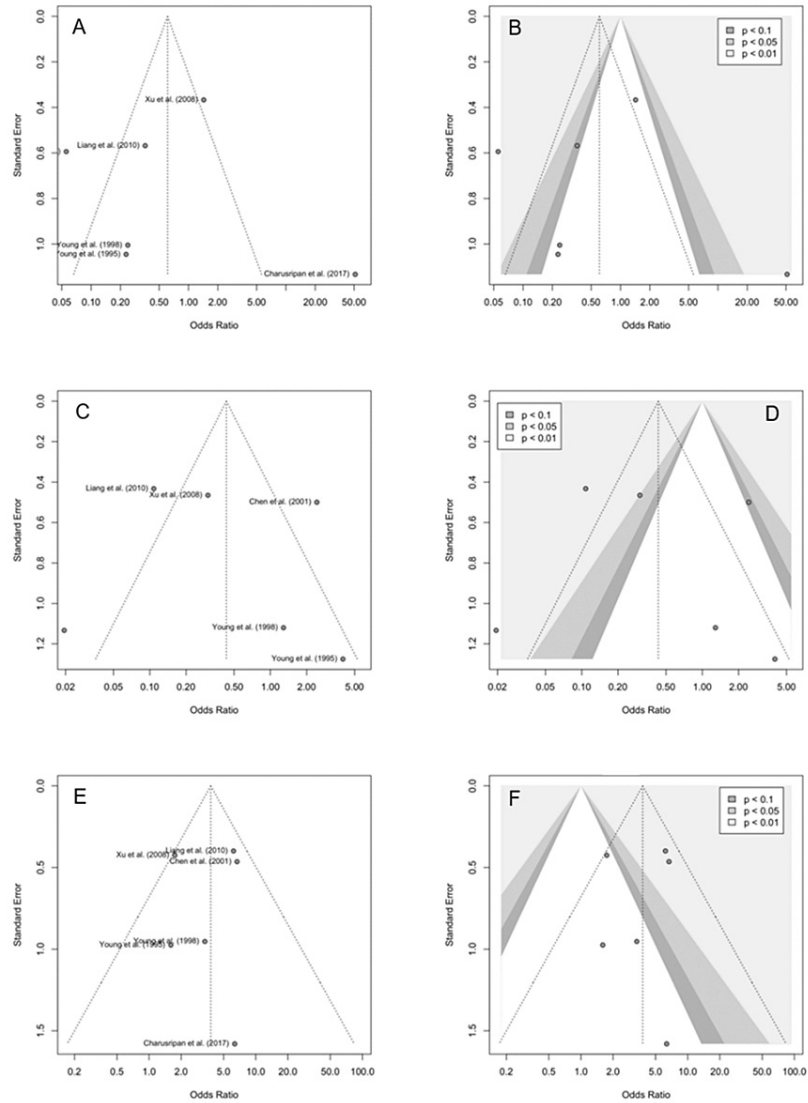 A
Standard Error
0.0
0.2
0.4
0.6
0.8
1.0
Xu et al. (2008)
Liang et al. (2010)
)
Young et al. (1998)
Young et al. (1995)
Charusripan et al. (2017)
0.05 0.10 0.20 0.50 1.00 2.00 5.00 20.00 50.00
Odds Ratio
B
p < 0.1
p < 0.05
p < 0.01
Standard Error
0.0
0.2
0.4
0.6
0.8
1.0
0.05 0.10 0.20 0.50 1.00 2.00 5.00 20.00 50.00
Odds Ratio
C
Standard Error
0.0
0.2
0.4
0.6
0.8
1.0
1.2
Liang et al. (2010)
Xu et al. (2008)
Chen et al. (2001)
Young et al. (1998)
Young et al. (1995)
0.02 0.05 0.10 0.20 0.50 1.00 2.00 5.00
Odds Ratio
D
p < 0.1
p < 0.05
p < 0.01
Standard Error
0.0
0.2
0.4
0.6
0.8
1.0
1.2
0.02 0.05 0.10 0.20 0.50 1.00 2.00 5.00
Odds Ratio
E
Standard Error
0.0
0.5
1.0
1.5
Liang et al. (2010)
Xu et al. (2008)
Chen et al. (2001)
Young et al. (1998)
Young et al. (1995)
Charusripan et al. (2017)
0.2 0.5 1.0 2.0 5.0 10.0 20.0 50.0 100.0
Odds Ratio
F
p < 0.1
p < 0.05
p < 0.01
Standard Error
0.0
0.5
1.0
1.5
0.2 0.5 1.0 2.0 5.0 10.0 20.0 50.0 100.0
Odds Ratio